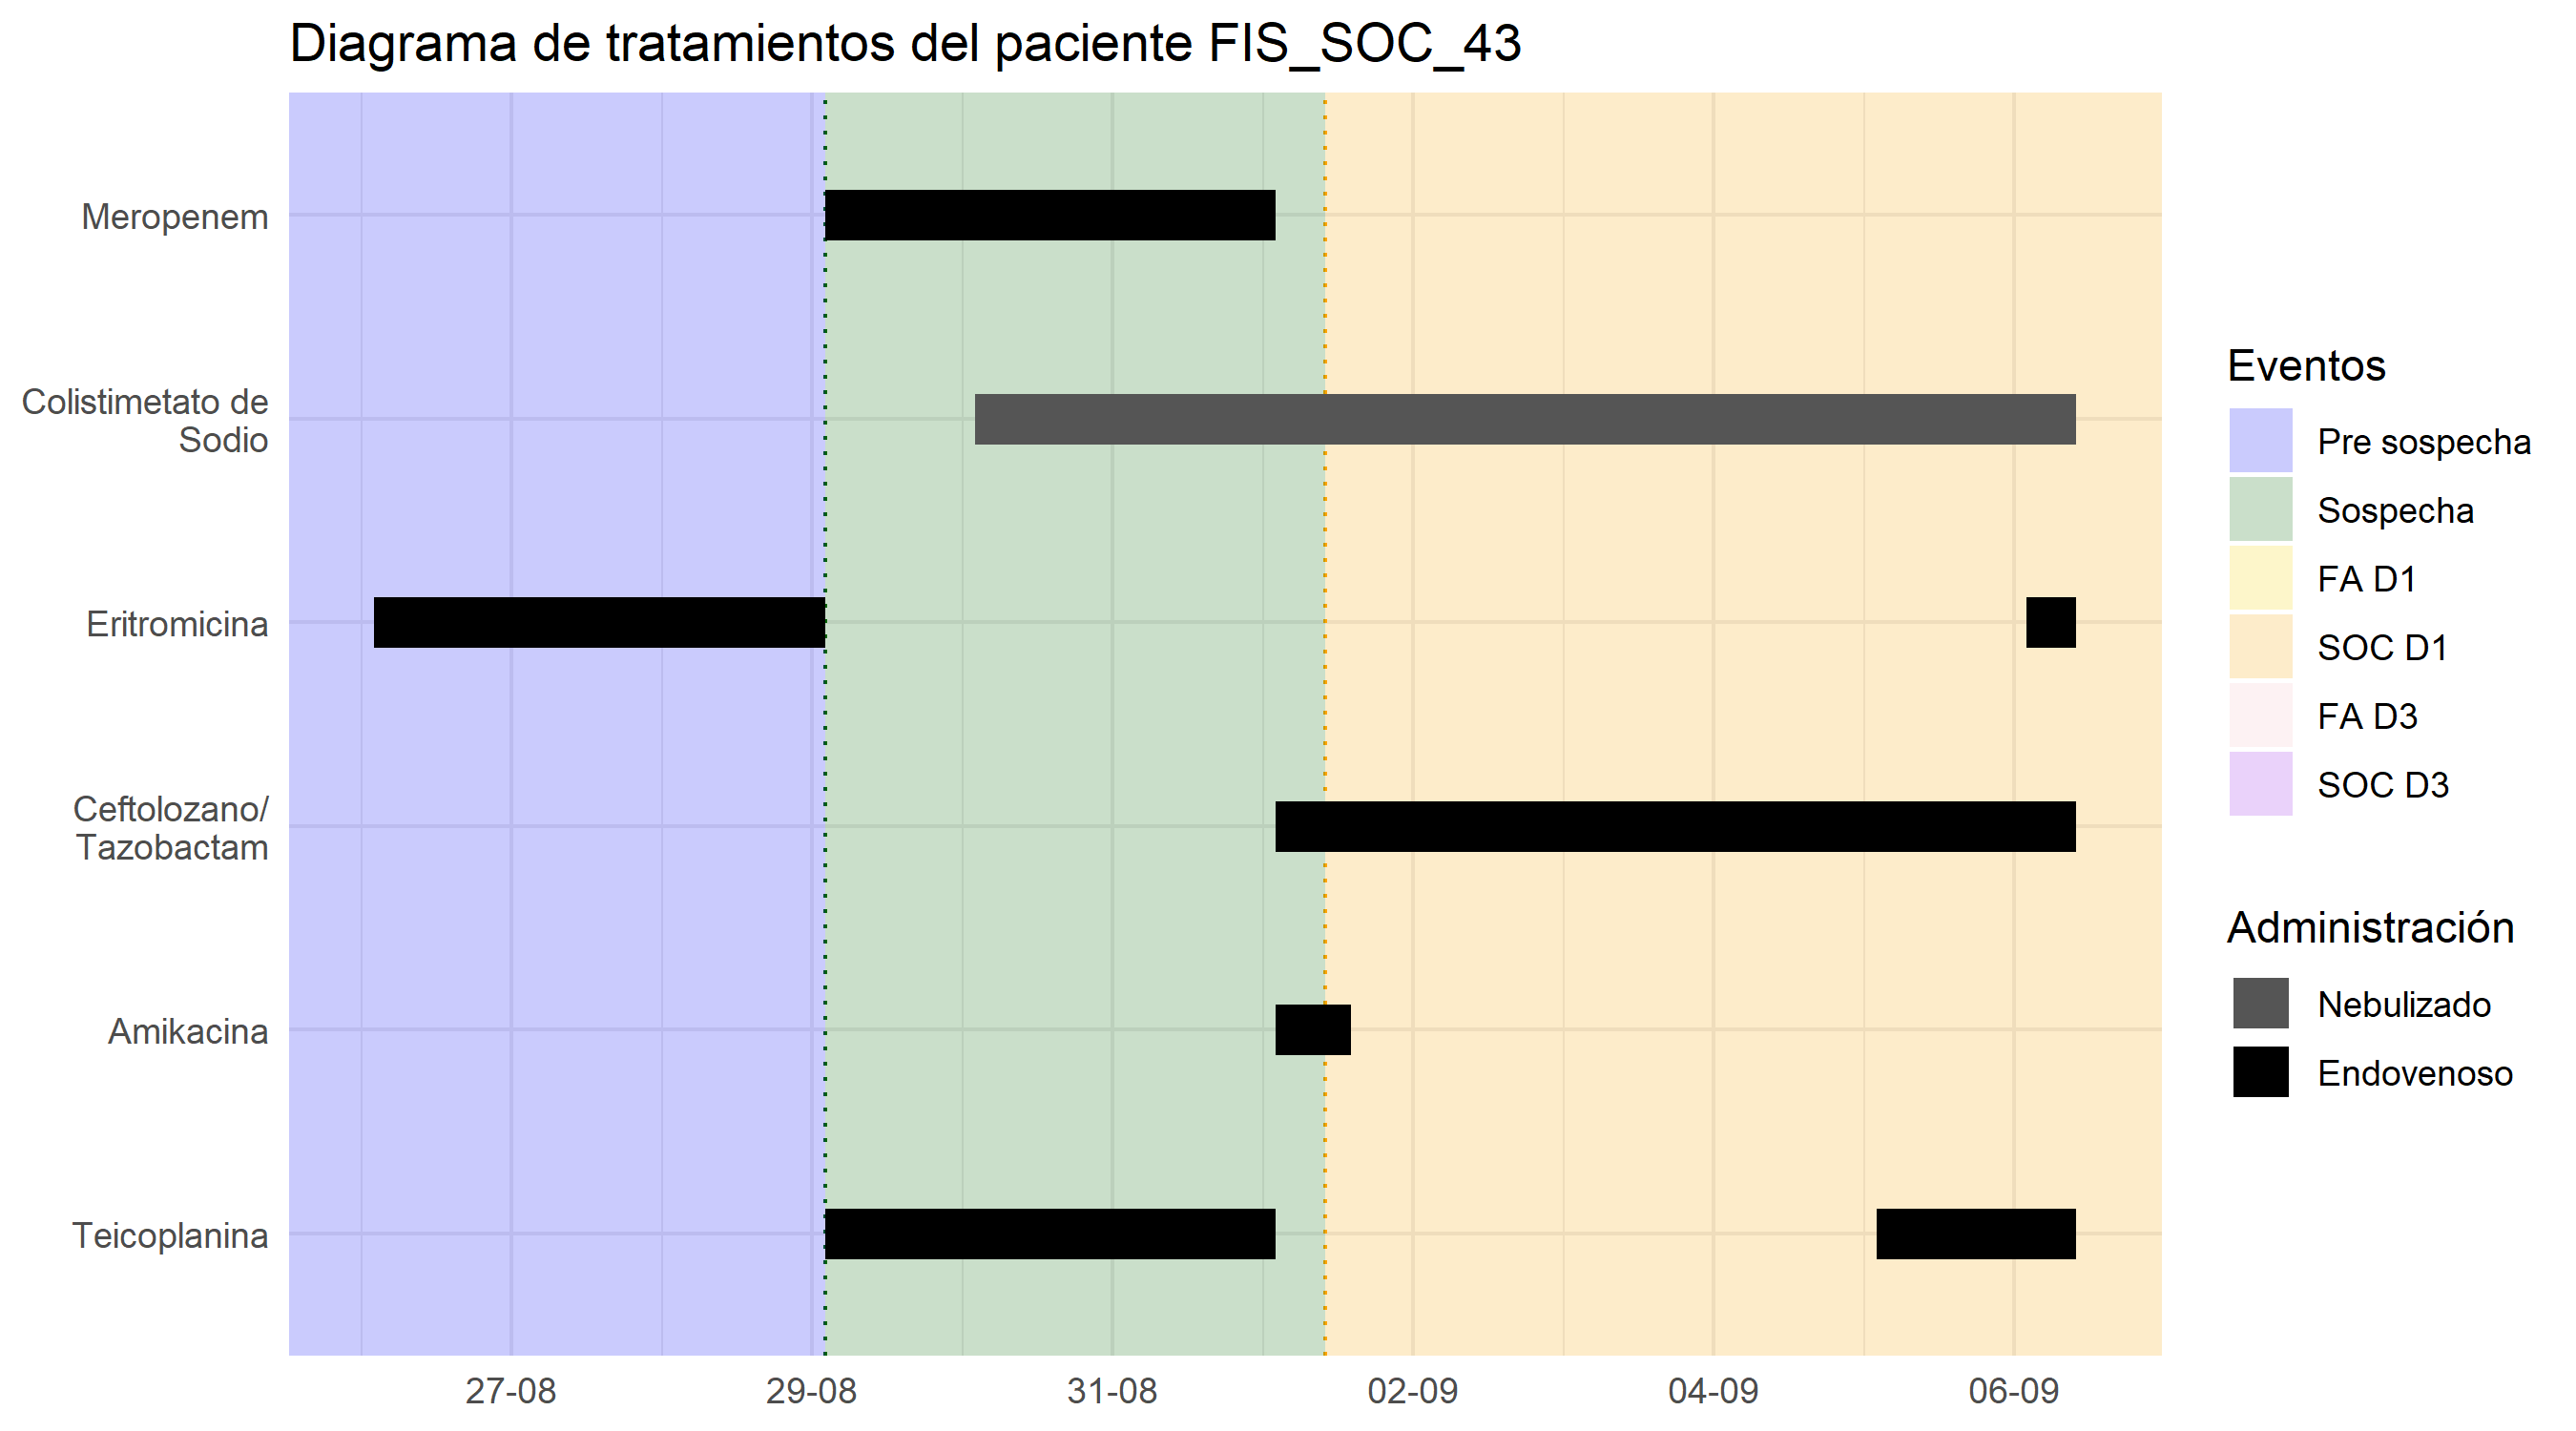 Diagrama de tratamientos del paciente FIS_SOC_43
Meropenem
Colistimetato de
Sodio
Eritromicina
Ceftolozano/
Tazobactam
Amikacina
Teicoplanina
27-08
29-08
31-08
02-09
04-09
06-09
Eventos
Pre sospecha
Sospecha
FA D1
SOC D1
FA D3
SOC D3
Administración
Nebulizado
Endovenoso